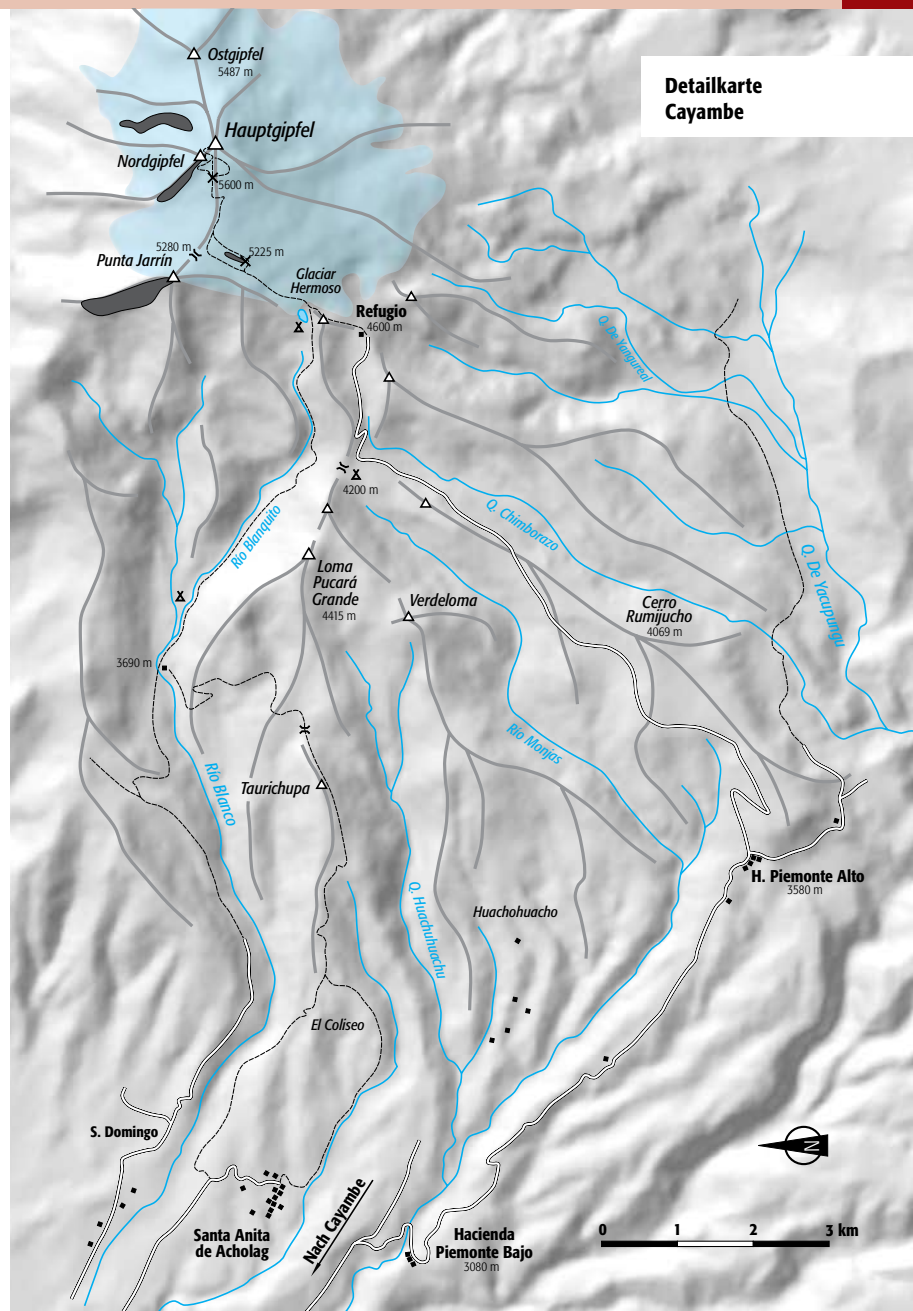 Detailkarte
Cayambe
Ostgipfel
5487 m
Hauptgipfel
Nordgipfel
5600 m
5280 m
5225 m
Punta Jarrín
Glaciar
Hermoso
Refugio
4600 m
Q. De Yangureal
4200 m
Río Blanquito
Q. Chimborazo
Q. De Yacupungu
Loma
Pucará
Grande
4415 m
Verdeloma
Cerro
Rumijucho
4069 m
3690 m
Río Monjas
Río Blanco
Taurichupa
Q. Huachuhuachu
H. Piemonte Alto
3580 m
Huachohuacho
El Coliseo
S. Domingo
N
Santa Anita
de Acholag
Nach Cayambe
Hacienda
Piemonte Bajo
3080 m
0 1 2 3 km